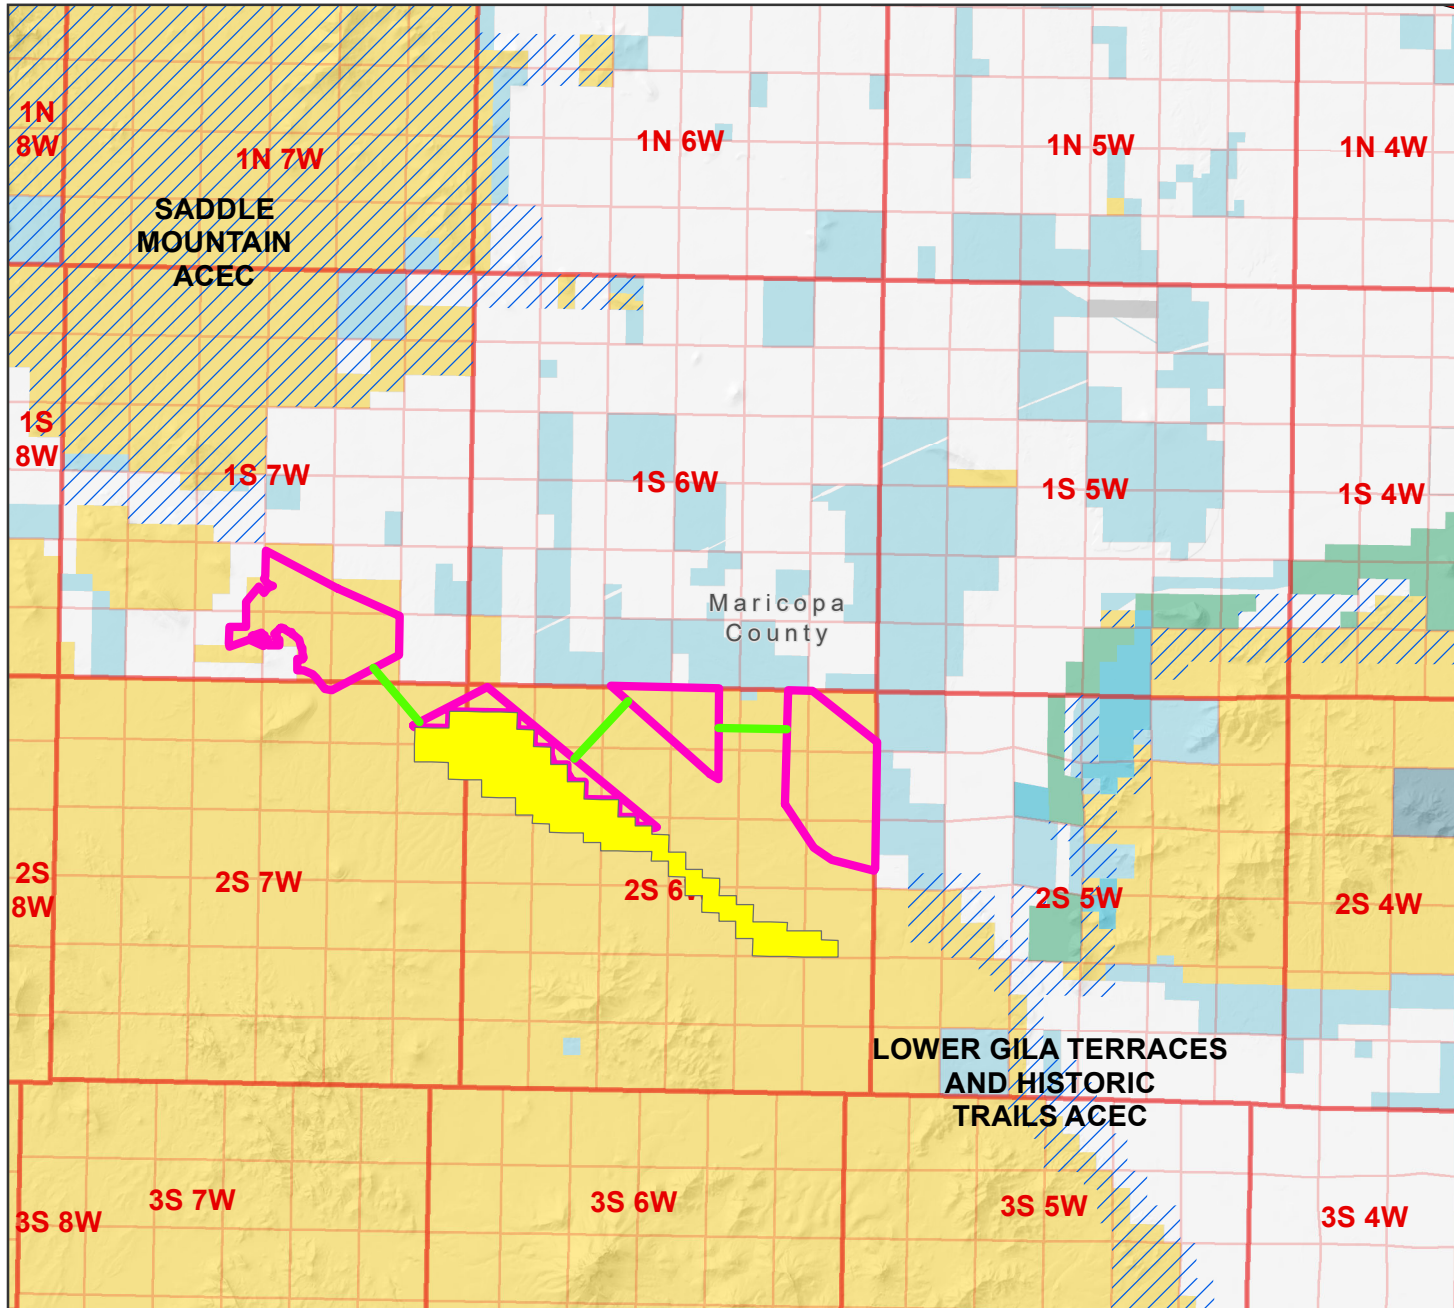 1N
8W
1N 7W
1N 6W
1N 5W
1N 4W
SADDLE
MOUNTAIN
ACEC
1S
8W
1S 7W
1S 6W
1S 5W
1S 4W
Maricopa
County
2S
8W
2S 7W
2S 6
2S 5W
2S 4W
LOWER GILA TERRACES
AND HISTORIC
TRAILS ACEC
3S 8W
3S 7W
3S 6W
3S 5W
3S 4W